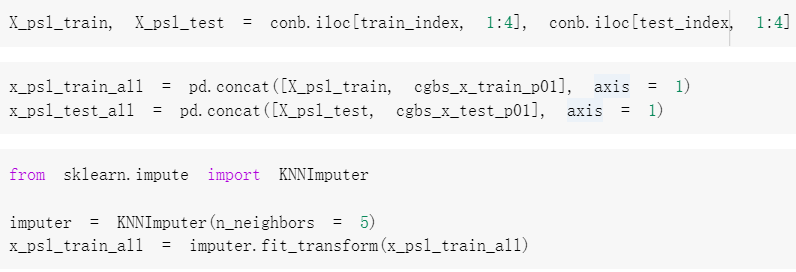 X_psl_train, X_psl_test = conb.iloc[train_index, 1:4], conb.iloc[test_index, 1:4]
x_psl_train_all = pd.concat([X_psl_train, cgbs_x_train_p01], axis = 1)
x_psl_test_all = pd.concat([X_psl_test, cgbs_x_test_p01], axis = 1)
from sklearn.impute import KNNImputer
imputer = KNNImputer(n_neighbors = 5)
x_psl_train_all = imputer.fit_transform(x_psl_train_all)